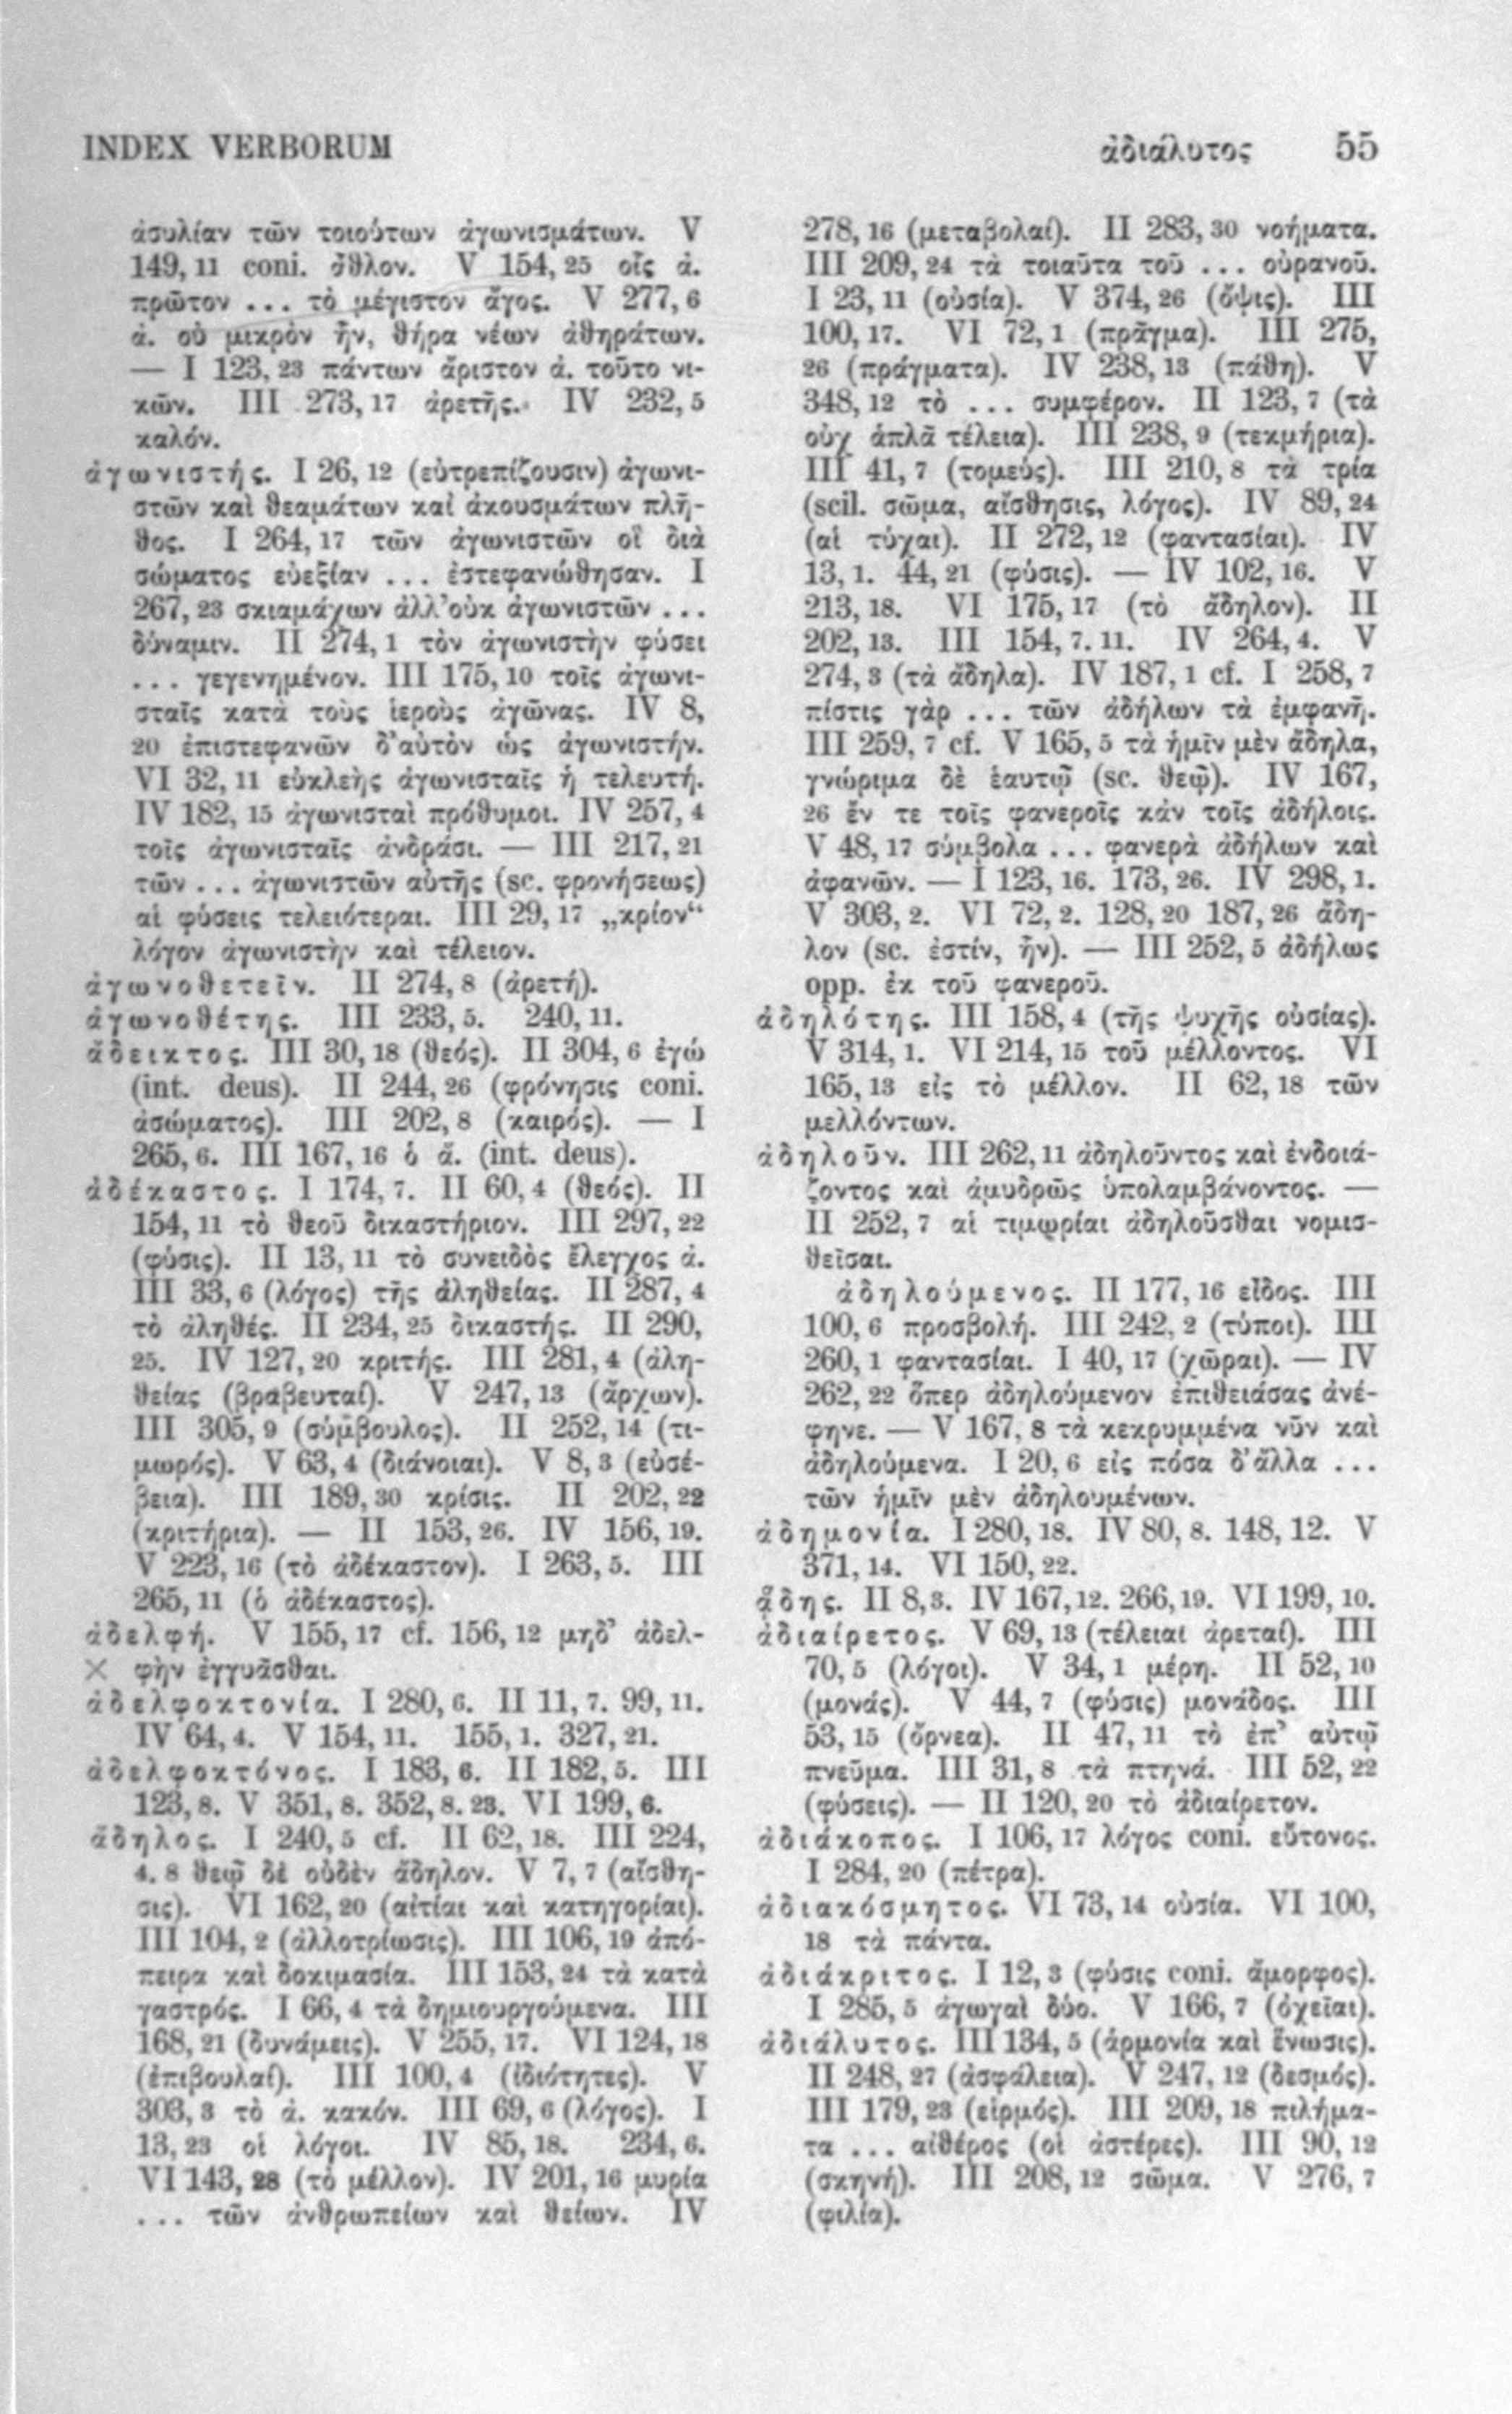 INDEX VERBORUM
ἀδιάλυτος 55
ἀσυλίαν τῶν τοιούτων ἀγωνισμάτων. V
149, 11 coni. ἆθλον. V 154, 25 οἷς ἀ.
πρῶτον ... τὸ μέγιστον ἄγος. V 277, 6
ἀ. οὐ μικρὸν ἦν, θήρα νέων ἀθηράτων.
— I 123, 23 πάντων ἄριστον ἀ. τοῦτο νι-
κῶν. III 273, 17 ἀρετῆς. IV 232, 5
καλόν.
ἀγωνιστής. I 26, 12 (εὐτρεπίζουσιν) ἀγωνι-
στῶν καὶ θεαμάτων καὶ ἀκουσμάτων πλῆ-
θος. I 264, 17 τῶν ἀγωνιστῶν οἳ διὰ
σώματος εὐεξίαν ... ἐστεφανώθησαν. I
267, 23 σκιαμάχων ἀλλ’ οὐκ ἀγωνιστῶν ...
δύναμιν. II 274, 1 τὸν ἀγωνιστὴν φύσει
... γεγενημένον. III 175, 10 τοῖς ἀγωνι-
σταῖς κατὰ τοὺς ἱεροὺς ἀγῶνας. IV 8,
20 ἐπιστεφανῶν δ’ αὐτὸν ὡς ἀγωνιστήν.
VI 32, 11 εὐκλεὴς ἀγωνισταῖς ἡ τελευτή.
IV 182, 15 ἀγωνισταὶ πρόθυμοι. IV 257, 4
τοῖς ἀγωνισταῖς ἀνδράσι. — III 217, 21
τῶν ... ἀγωνιστῶν αὐτῆς (sc. φρονήσεως)
αἱ φύσεις τελειότεραι. III 29, 17 „κρίον“
λόγον ἀγωνιστὴν καὶ τέλειον.
ἀγωνοθετεῖν. II 274, 8 (ἀρετή).
ἀγωνοθέτης. III 233, 5. 240, 11.
ἄδεικτος. III 30, 18 (θεός). II 304, 6 ἐγώ
(int. deus). II 244, 26 (φρόνησις coni.
ἀσώματος). III 202, 8 (καιρός). — I
265, 6. III 167, 16 ὁ ἄ. (int. deus).
ἀδέκαστος. I 174, 7. II 60, 4 (θεός). II
154, 11 τὸ θεοῦ δικαστήριον. III 297, 22
(φύσις). II 13, 11 τὸ συνειδὸς ἔλεγχος ἀ.
III 33, 6 (λόγος) τῆς ἀληθείας. II 287, 4
τὸ ἀληθές. II 234, 25 δικαστής. II 290,
25. IV 127, 20 κριτής. III 281, 4 (ἀλη-
θείας (βραβευταί). V 247, 13 (ἄρχων).
III 305, 9 (σύμβουλος). II 252, 14 (τι-
μωρός). V 63, 4 (διάνοιαι). V 8, 3 (εὐσέ-
βεια). III 189, 30 κρίσις. II 202, 22
(κριτήρια). — II 153, 26. IV 156, 19.
V 223, 16 (τὸ ἀδέκαστον). I 263, 5. III
265, 11 (ὁ ἀδέκαστος).
ἀδελφή. V 155, 17 cf. 156, 12 μηδ’ ἀδελ-
× φὴν ἐγγυᾶσθαι.
ἀδελφοκτονία. I 280, 6. II 11, 7. 99, 11.
IV 64, 4. V 154, 11. 155, 1. 327, 21.
ἀδελφοκτόνος. I 183, 6. II 182, 5. III
123, 8. V 351, 8. 352, 8. 23. VI 199, 6.
ἄδηλος. I 240, 5 cf. II 62, 18. III 224,
4. 8 θεῷ δὲ οὐδὲν ἄδηλον. V 7, 7 (αἴσθη-
σις). VI 162, 20 (αἰτίαι καὶ κατηγορίαι).
III 104, 2 (ἀλλοτρίωσις). III 106, 19 ἀπό-
πειρα καὶ δοκιμασία. III 153, 24 τὰ κατὰ
γαστρός. I 66, 4 τὰ δημιουργούμενα. III
168, 21 (δυνάμεις). V 255, 17. VI 124, 18
(ἐπιβουλαί). III 100, 4 (ἰδιότητες). V
303, 3 τὸ ἀ. κακόν. III 69, 6 (λόγος). I
13, 23 οἱ λόγοι. IV 85, 18. 234, 6.
VI 143, 28 (τὸ μέλλον). IV 201, 16 μυρία
... τῶν ἀνθρωπείων καὶ θείων. IV
278, 16 (μεταβολαί). II 283, 30 νοήματα.
III 209, 24 τὰ τοιαῦτα τοῦ ... οὐρανοῦ.
I 23, 11 (οὐσία). V 374, 26 (ὄψις). III
100, 17. VI 72, 1 (πρᾶγμα). III 275,
26 (πράγματα). IV 238, 13 (πάθη). V
348, 12 τὸ ... συμφέρον. II 123, 7 (τὰ
οὐχ ἁπλᾶ τέλεια). III 238, 9 (τεκμήρια).
III 41, 7 (τομεύς). III 210, 8 τὰ τρία
(scil. σῶμα, αἴσθησις, λόγος). IV 89, 24
(αἱ τύχαι). II 272, 12 (φαντασίαι). IV
13, 1. 44, 21 (φύσις). — IV 102, 16. V
213, 18. VI 175, 17 (τὸ ἄδηλον). II
202, 13. III 154, 7. 11. IV 264, 4. V
274, 3 (τὰ ἄδηλα). IV 187, 1 cf. I 258, 7
πίστις γὰρ ... τῶν ἀδήλων τὰ ἐμφανῆ.
III 259, 7 cf. V 165, 5 τὰ ἡμῖν μὲν ἄδηλα,
γνώριμα δὲ ἑαυτῷ (sc. θεῷ). IV 167,
26 ἔν τε τοῖς φανεροῖς κἀν τοῖς ἀδήλοις.
V 48, 17 σύμβολα ... φανερὰ ἀδήλων καὶ
ἀφανῶν. — I 123, 16. 173, 26. IV 298, 1.
V 303, 2. VI 72, 2. 128, 20 187, 26 ἄδη-
λον (sc. ἐστίν, ἦν). — III 252, 5 ἀδήλως
opp. ἐκ τοῦ φανεροῦ.
ἀδηλότης. III 158, 4 (τῆς ψυχῆς οὐσίας).
V 314, 1. VI 214, 15 τοῦ μέλλοντος. VI
165, 13 εἰς τὸ μέλλον. II 62, 18 τῶν
μελλόντων.
ἀδηλοῦν. III 262, 11 ἀδηλοῦντος καὶ ἐνδοιά-
ζοντος καὶ ἀμυδρῶς ὑπολαμβάνοντος. —
II 252, 7 αἱ τιμωρίαι ἀδηλοῦσθαι νομισ-
θεῖσαι.
ἀδηλούμενος. II 177, 16 εἶδος. III
100, 6 προσβολή. III 242, 2 (τύποι). III
260, 1 φαντασίαι. I 40, 17 (χῶραι). — IV
262, 22 ὅπερ ἀδηλούμενον ἐπιθειάσας ἀνέ-
φηνε. — V 167, 8 τὰ κεκρυμμένα νῦν καὶ
ἀδηλούμενα. I 20, 6 εἰς πόσα δ’ ἄλλα ...
τῶν ἡμῖν μὲν ἀδηλουμένων.
ἀδημονία. I 280, 18. IV 80, 8. 148, 12. V
371, 14. VI 150, 22.
ᾅδης. II 8, 3. IV 167, 12. 266, 19. VI 199, 10.
ἀδιαίρετος. V 69, 13 (τέλειαι ἀρεταί). III
70, 5 (λόγοι). V 34, 1 μέρη. II 52, 10
(μονάς). V 44, 7 (φύσις) μονάδος. III
53, 15 (ὄρνεα). II 47, 11 τὸ ἐπ’ αὐτῷ
πνεῦμα. III 31, 8 τὰ πτηνά. III 52, 22
(φύσεις). — II 120, 20 τὸ ἀδιαίρετον.
ἀδιάκοπος. I 106, 17 λόγος coni. εὔτονος.
I 284, 20 (πέτρα).
ἀδιακόσμητος. VI 73, 14 οὐσία. VI 100,
18 τὰ πάντα.
ἀδιάκριτος. I 12, 3 (φύσις coni. ἄμορφος).
I 285, 5 ἀγωγαὶ δύο. V 166, 7 (ὀχεῖαι).
ἀδιάλυτος. III 134, 5 (ἁρμονία καὶ ἕνωσις).
II 248, 27 (ἀσφάλεια). V 247, 12 (δεσμός).
III 179, 23 (εἱρμός). III 209, 18 πιλήμα-
τα ... αἰθέρος (οἱ ἀστέρες). III 90, 12
(σκηνή). III 208, 12 σῶμα. V 276, 7
(φιλία).